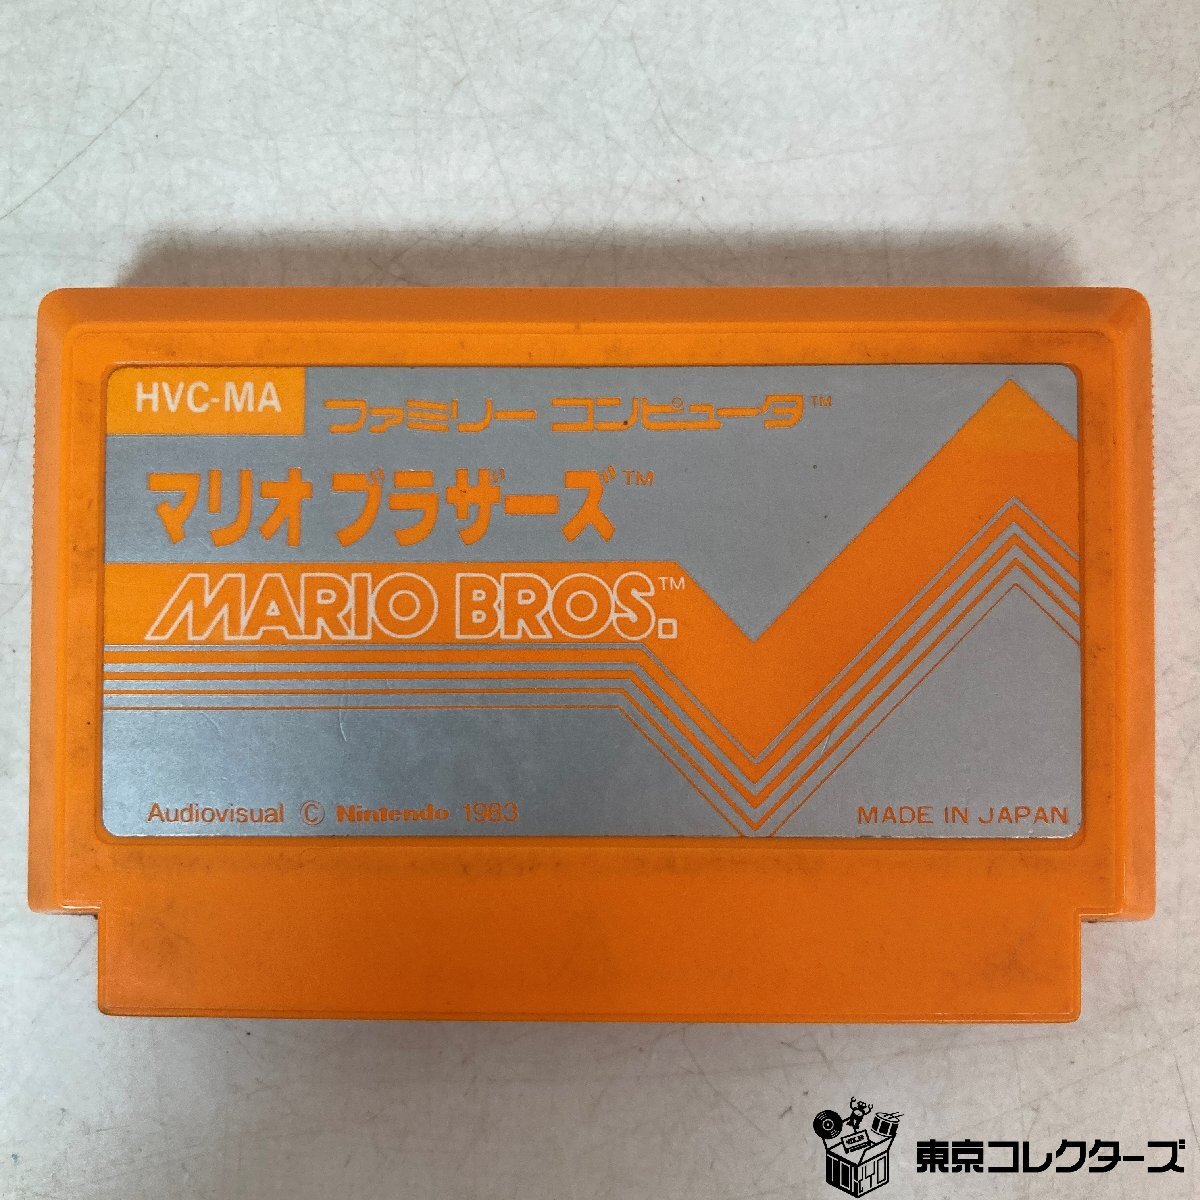 HVC-MA
ファミリー コンピュータ™
マリオ ブラザーズ™
MARIO BROS.™
Audiovisual © Nintendo 1983
MADE IN JAPAN
TOKYO
東京コレクターズ